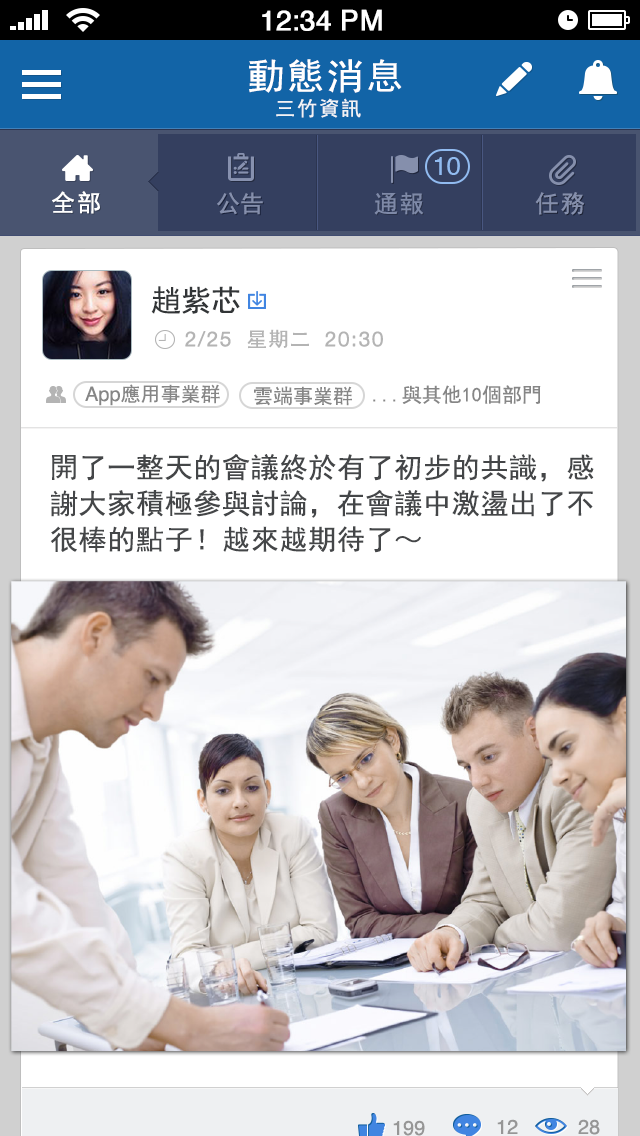 12:34 PM
動態消息
三竹資訊
全部
公告
通報 10
任務
趙紫芯
2/25 星期二 20:30
App應用事業群 雲端事業群 ...與其他10個部門
開了一整天的會議終於有了初步的共識，感
謝大家積極參與討論，在會議中激盪出了不
很棒的點子！越來越期待了～
199 12 28